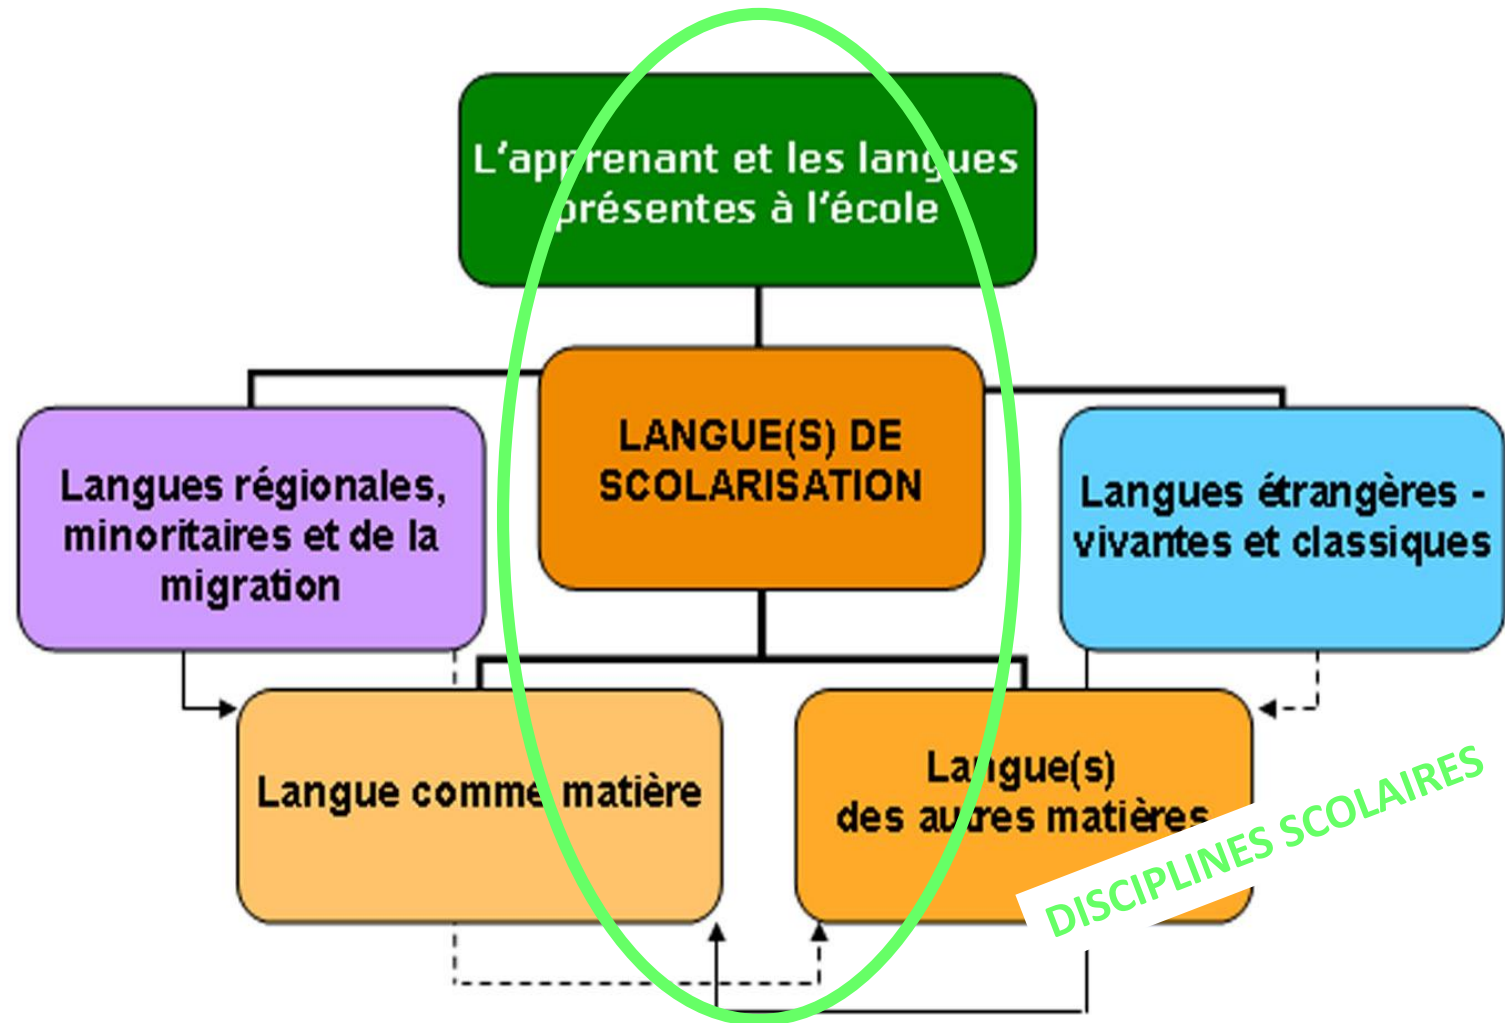 L'apprenant et les langues
présentes à l'école
LANGUE(S) DE
SCOLARISATION
Langues régionales,
minoritaires et de la
migration
Langues étrangères -
vivantes et classiques
Langue comme matière
Langue(s)
des autres matières
DISCIPLINES SCOLAIRES